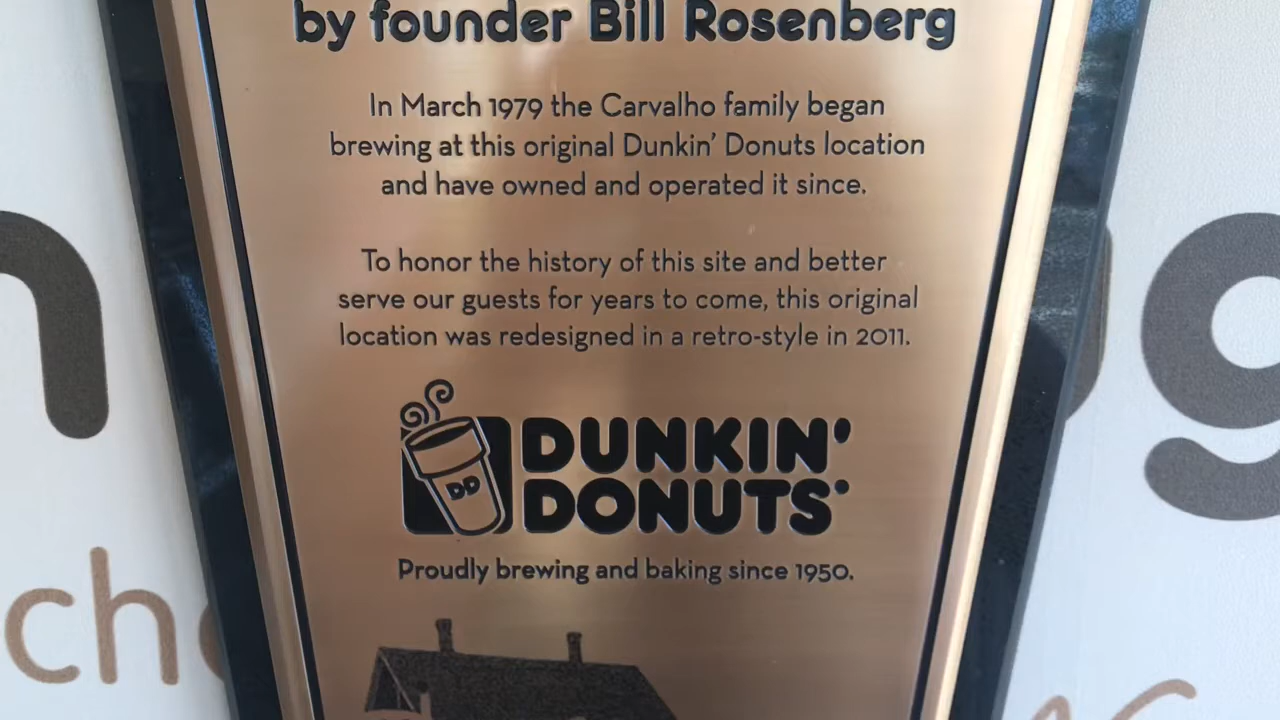 by founder Bill Rosenberg
In March 1979 the Carvalho family began
brewing at this original Dunkin' Donuts location
and have owned and operated it since.
To honor the history of this site and better
serve our guests for years to come, this original
location was redesigned in a retro-style in 2011.
DD
DUNKIN'
DONUTS
Proudly brewing and baking since 1950.